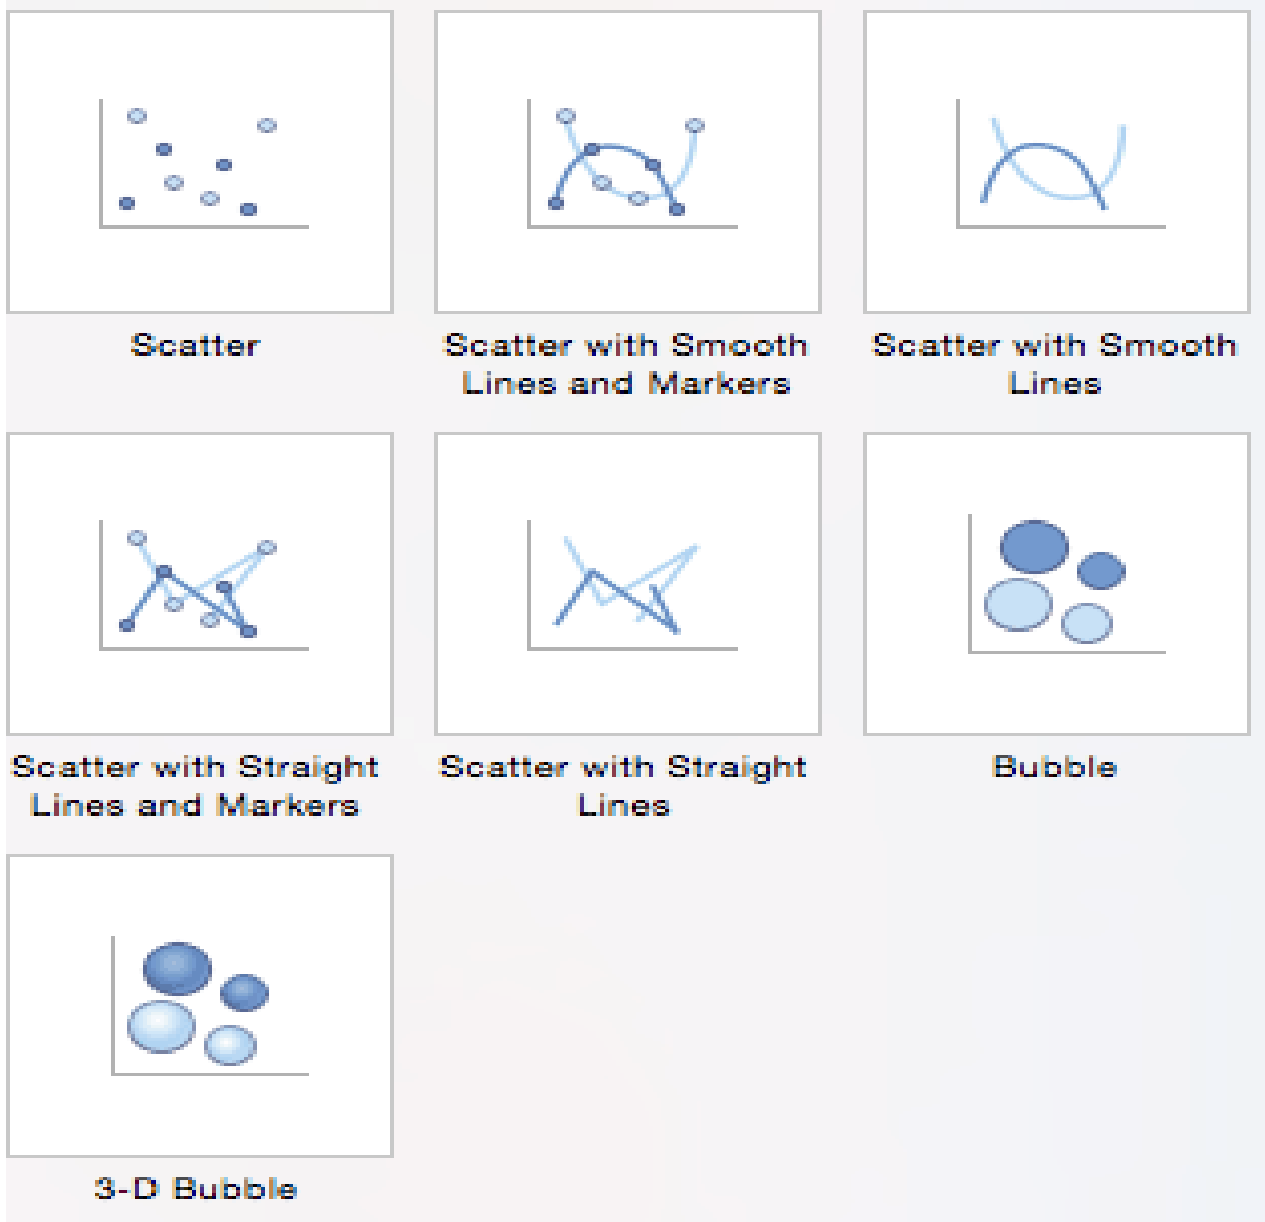 Scatter
Scatter with Smooth
Lines and Markers
Scatter with Smooth
Lines
Scatter with Straight
Lines and Markers
Scatter with Straight
Lines
Bubble
3-D Bubble